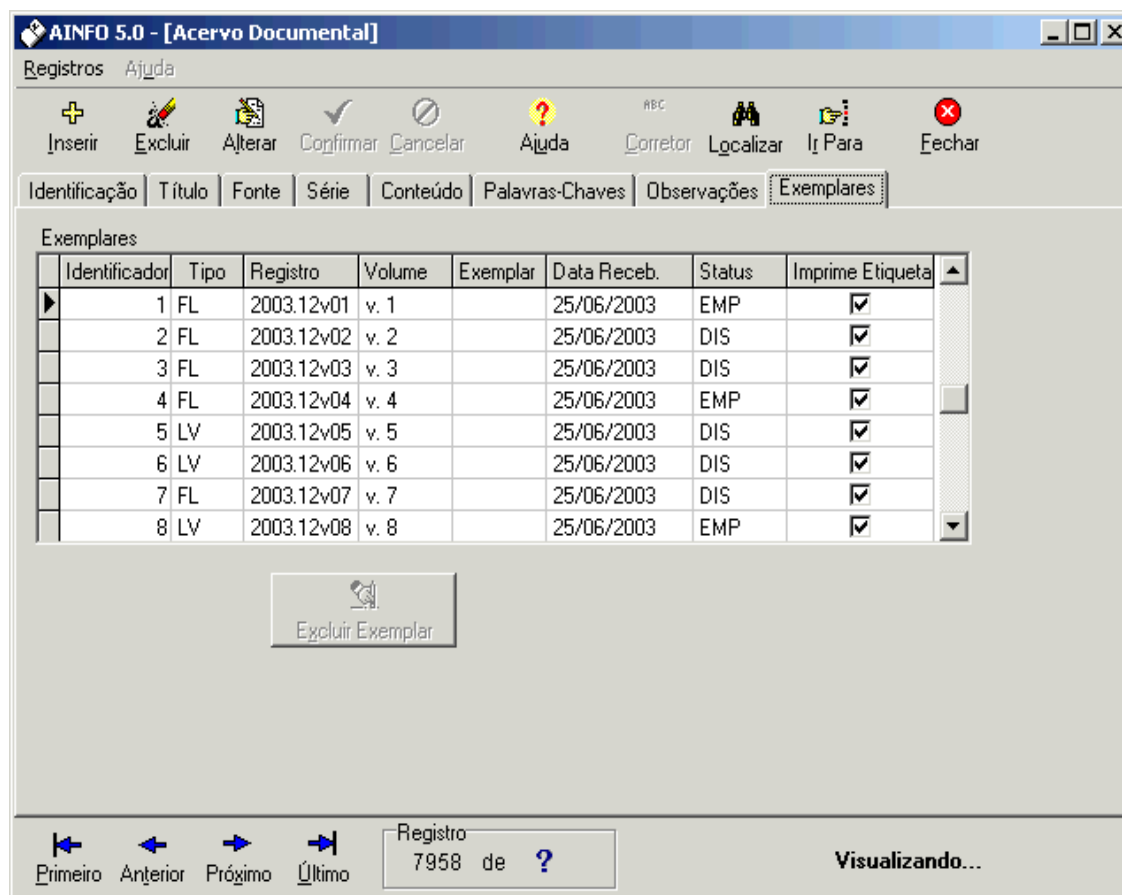 AINFO 5.0 - [Acervo Documental]
Registros Ajuda
ABC
Inserir Excluir Alterar Confirmar Cancelar Ajuda Corretor Localizar Ir Para Fechar
Identificação Título Fonte Série Conteúdo Palavras-Chaves Observações Exemplares
Exemplares
Identificador Tipo Registro Volume Exemplar Data Receb. Status Imprime Etiqueta
1 FL 2003.12v01 v. 1 25/06/2003 EMP
2 FL 2003.12v02 v. 2 25/06/2003 DIS
3 FL 2003.12v03 v. 3 25/06/2003 DIS
4 FL 2003.12v04 v. 4 25/06/2003 EMP
5 LV 2003.12v05 v. 5 25/06/2003 DIS
6 LV 2003.12v06 v. 6 25/06/2003 DIS
7 FL 2003.12v07 v. 7 25/06/2003 DIS
8 LV 2003.12v08 v. 8 25/06/2003 EMP
Excluir Exemplar
Registro
7958 de ?
Primeiro Anterior Próximo Último
Visualizando...